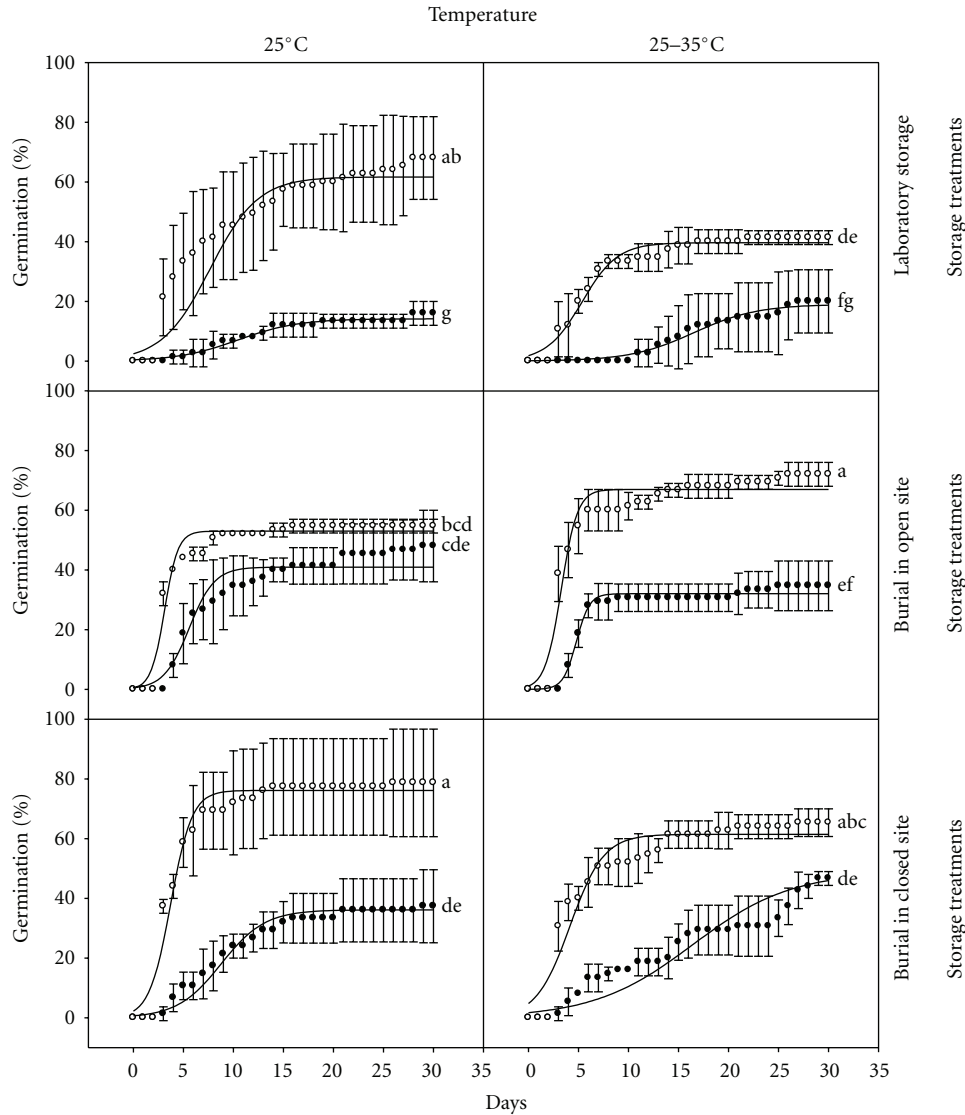 Temperature
25°C 25–35°C
100
80
60
40
20
0
Germination (%)
ab
g
de
fg
Laboratory storage
Storage treatments
100
80
60
40
20
0
Germination (%)
bcd
cde
a
ef
Burial in open site
Storage treatments
100
80
60
40
20
0
Germination (%)
a
de
abc
de
Burial in closed site
Storage treatments
0 5 10 15 20 25 30 35 0 5 10 15 20 25 30 35
Days